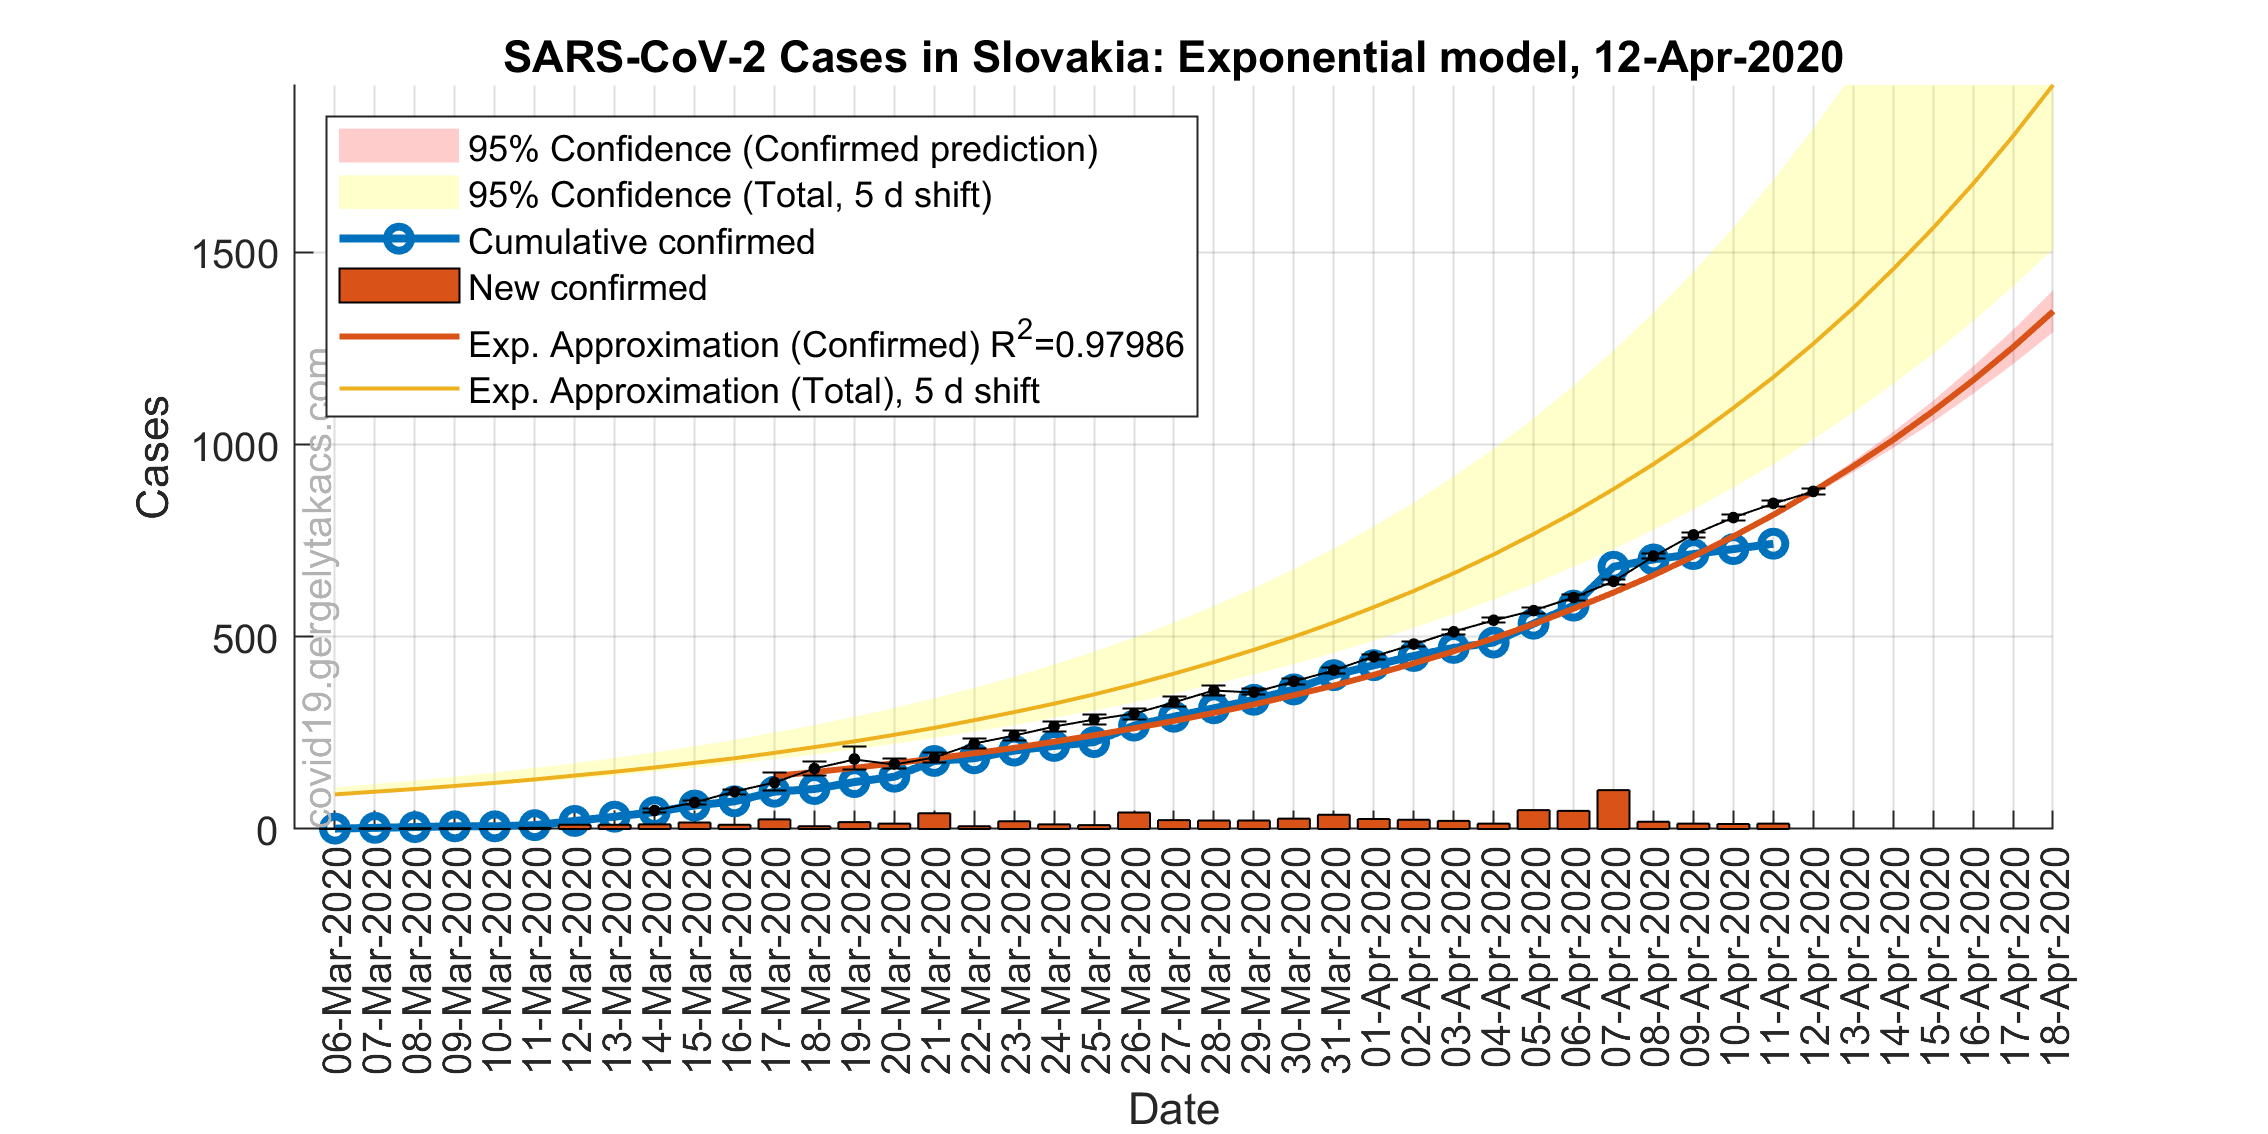 SARS-CoV-2 Cases in Slovakia: Exponential model, 12-Apr-2020
95% Confidence (Confirmed prediction)
95% Confidence (Total, 5 d shift)
Cumulative confirmed
New confirmed
Exp. Approximation (Confirmed) R²=0.97986
Exp. Approximation (Total), 5 d shift
covid19.gergelytakacs.com
Cases
1500
1000
500
0
06-Mar-2020
07-Mar-2020
08-Mar-2020
09-Mar-2020
10-Mar-2020
11-Mar-2020
12-Mar-2020
13-Mar-2020
14-Mar-2020
15-Mar-2020
16-Mar-2020
17-Mar-2020
18-Mar-2020
19-Mar-2020
20-Mar-2020
21-Mar-2020
22-Mar-2020
23-Mar-2020
24-Mar-2020
25-Mar-2020
26-Mar-2020
27-Mar-2020
28-Mar-2020
29-Mar-2020
30-Mar-2020
31-Mar-2020
01-Apr-2020
02-Apr-2020
03-Apr-2020
04-Apr-2020
05-Apr-2020
06-Apr-2020
07-Apr-2020
08-Apr-2020
09-Apr-2020
10-Apr-2020
11-Apr-2020
12-Apr-2020
13-Apr-2020
14-Apr-2020
15-Apr-2020
16-Apr-2020
17-Apr-2020
18-Apr-2020
Date